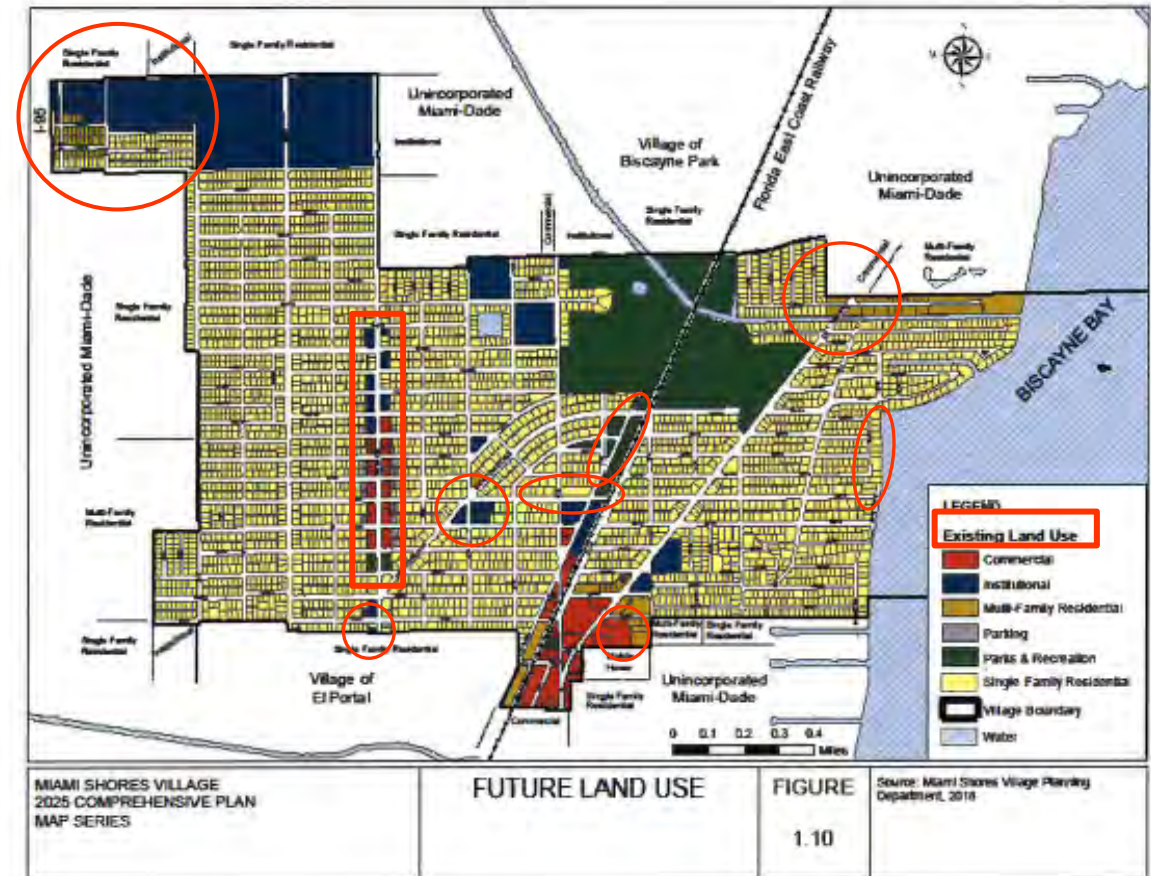 Single Family
Residential
Institutional
Single Family Residential
I-95
Unincorporated
Miami-Dade
Institutional
Village of
Biscayne Park
Florida East Coast Railway
Unincorporated
Miami-Dade
Single Family
Residential
Commercial
Institutional
Single Family Residential
Commercial
Multi-Family
Residential
Unincorporated Miami-Dade
Single Family
Residential
BISCAYNE BAY
Multi-Family
Residential
LEGEND
Existing Land Use
Commercial
Institutional
Multi-Family Residential
Parking
Parks & Recreation
Single Family Residential
Village Boundary
Water
Single Family
Residential
Institutional
Single Family Residential
Village of
El Portal
Multi-Family
Residential
Single Family
Residential
Unincorporated
Miami-Dade
Single Family
Residential
Commercial
0 0.1 0.2 0.3 0.4
Miles
MIAMI SHORES VILLAGE
2025 COMPREHENSIVE PLAN
MAP SERIES
FUTURE LAND USE
FIGURE
1.10
Source: Miami Shores Village Planning
Department, 2018